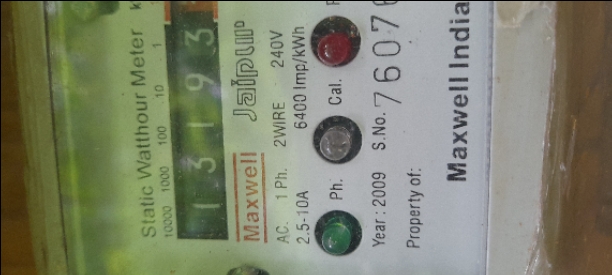 Static Watthour Meter
10000 1000 100 10 1
1 3 1 9 3
Maxwell Jaipur
AC. 1 Ph. 2WIRE 240V
2.5-10A 6400 Imp/kWh
Ph: Cal.
Year : 2009 S.No. 76076
Property of:
Maxwell India